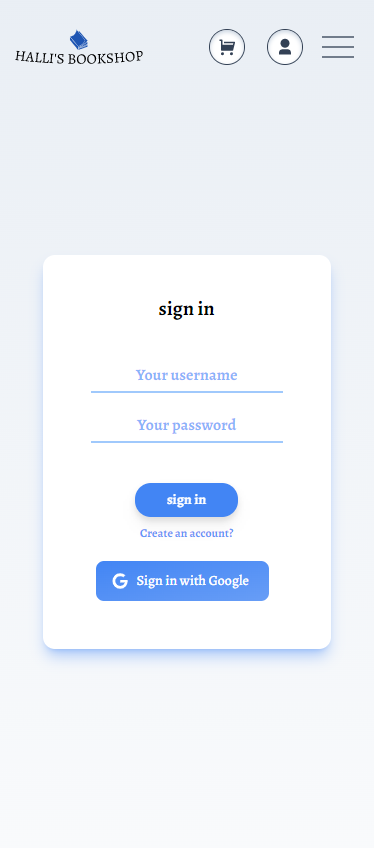 HALLI'S BOOKSHOP
sign in
Your username
Your password
sign in
Create an account?
Sign in with Google